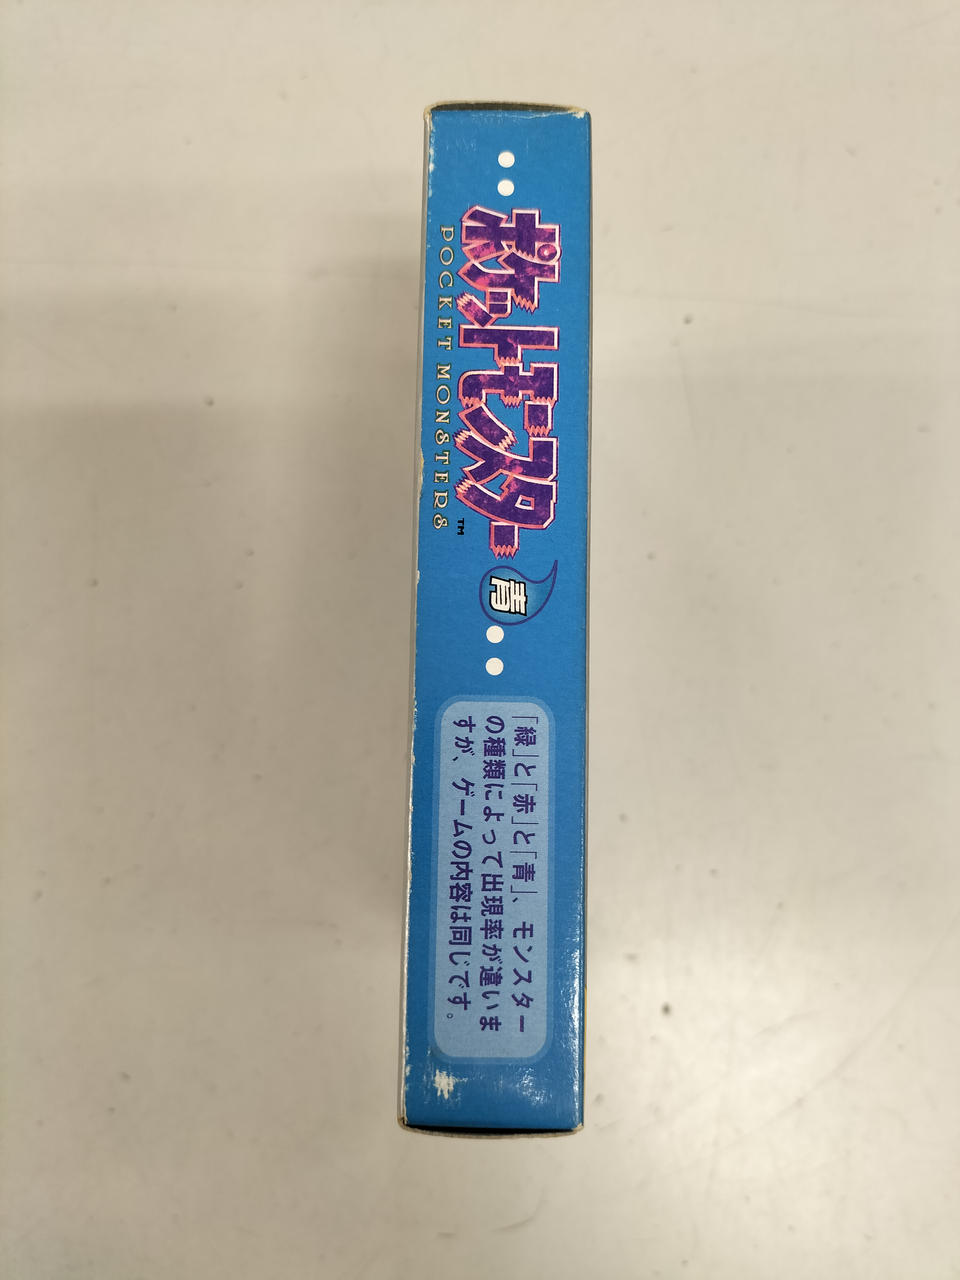 ポケットモンスター
青
POCKET MONSTERS™
「緑」と「赤」と「青」、モンスター
の種類によって出現率が違いま
すが、ゲームの内容は同じです。